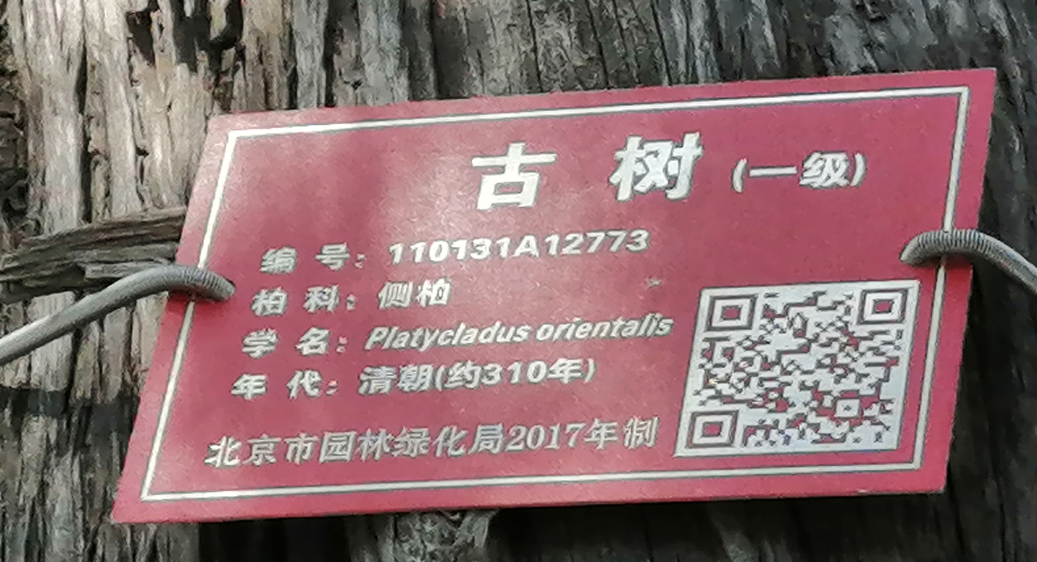 古树(一级)
编号：110131A12773
柏科：侧柏
学名：Platycladus orientalis
年代：清朝(约310年)
北京市园林绿化局2017年制